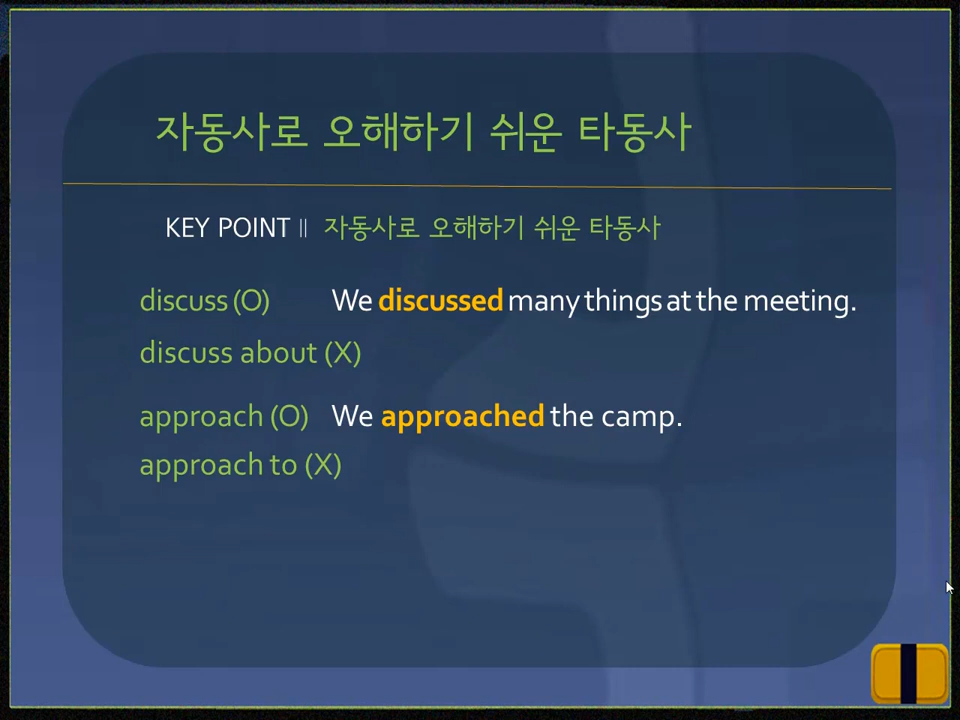 자동사로 오해하기 쉬운 타동사
KEY POINT II 자동사로 오해하기 쉬운 타동사
discuss (O) We discussed many things at the meeting.
discuss about (X)
approach (O) We approached the camp.
approach to (X)